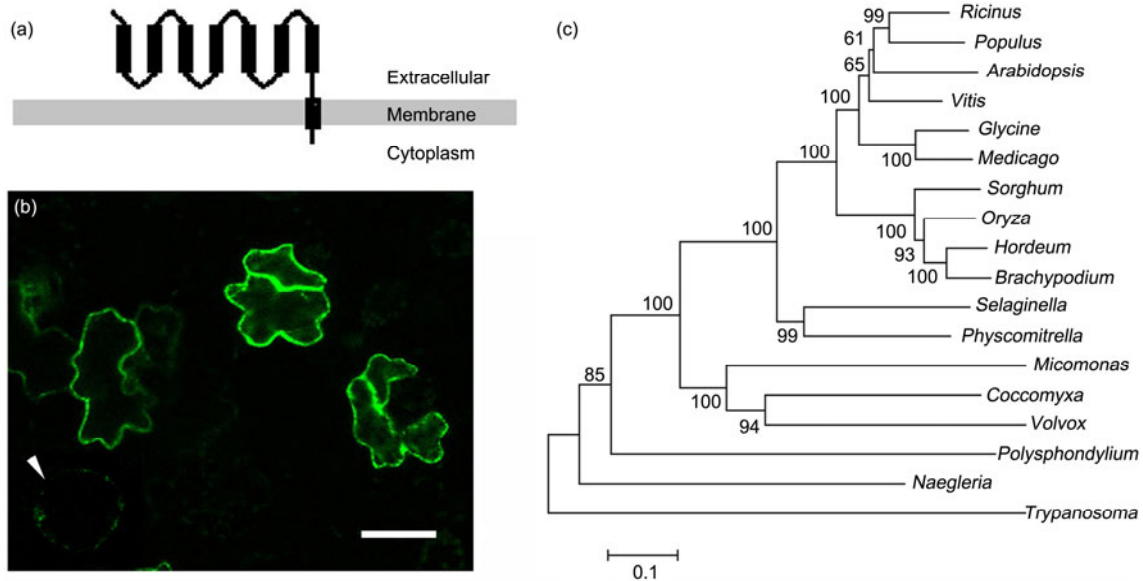 (a)
Extracellular
Membrane
Cytoplasm
(b)
(c)
Ricinus
99
Populus
61
Arabidopsis
65
Vitis
100
Glycine
100
Medicago
100
Sorghum
Oryza
100
Hordeum
93
100
Brachypodium
100
Selaginella
99
Physcomitrella
100
Micomonas
100
Coccomyxa
94
Volvox
85
Polysphondylium
Naegleria
Trypanosoma
0.1